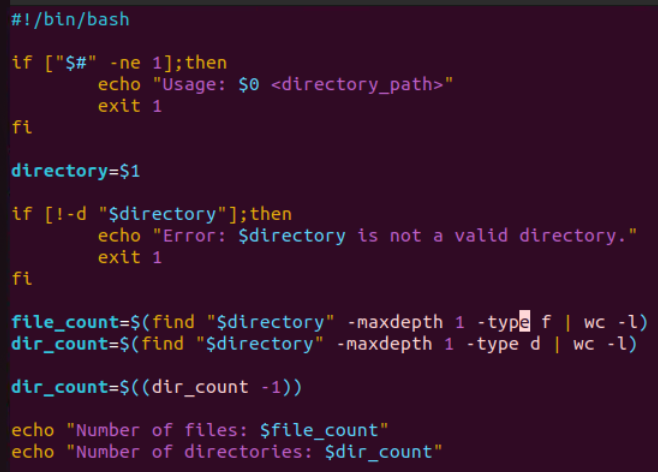 #!/bin/bash
if ["$#" -ne 1];then
echo "Usage: $0 <directory_path>"
exit 1
fi
directory=$1
if [!-d "$directory"];then
echo "Error: $directory is not a valid directory."
exit 1
fi
file_count=$(find "$directory" -maxdepth 1 -type f | wc -l)
dir_count=$(find "$directory" -maxdepth 1 -type d | wc -l)
dir_count=$((dir_count -1))
echo "Number of files: $file_count"
echo "Number of directories: $dir_count"